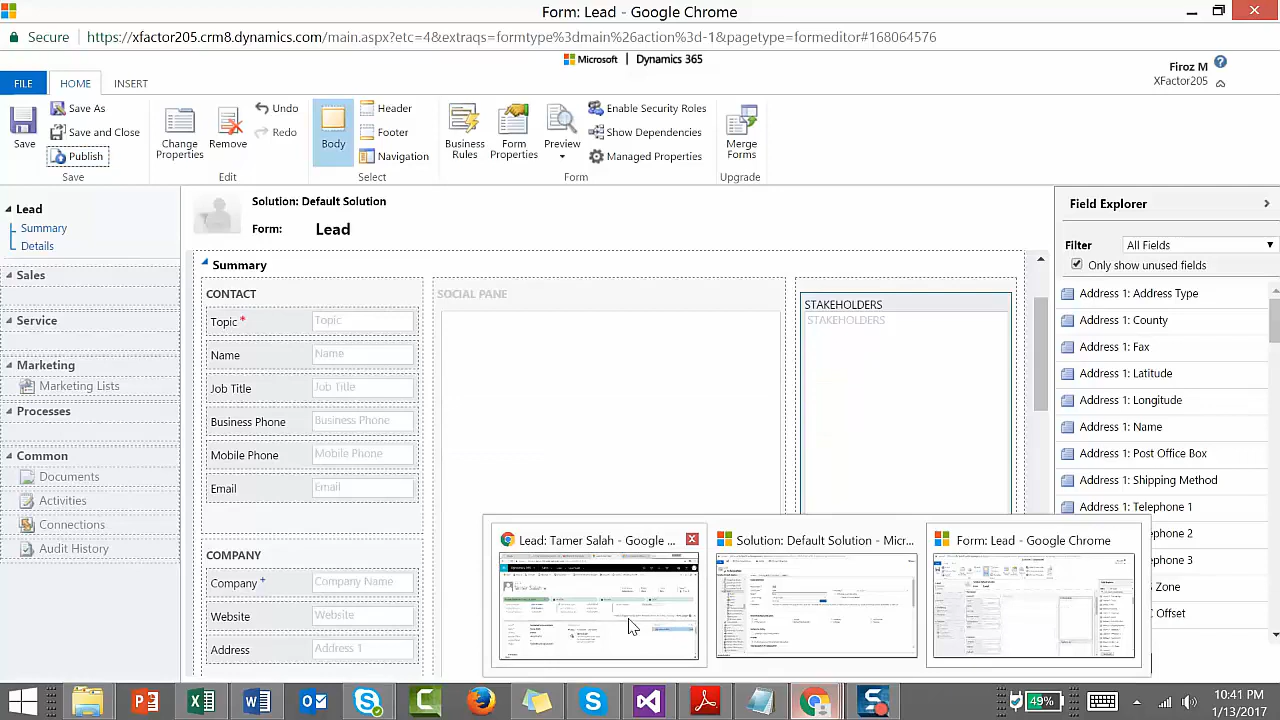 Form: Lead - Google Chrome
Secure https://xfactor205.crm8.dynamics.com/main.aspx?etc=4&extraqs=formtype%3dmain%26action%3d-1&pagetype=formeditor#168064576
Microsoft | Dynamics 365
Firoz M
XFactor205
FILE HOME INSERT
Save
Save As
Save and Close
Publish
Save
Change Properties
Remove
Undo
Redo
Edit
Body
Header
Footer
Navigation
Select
Business Rules
Form Properties
Preview
Enable Security Roles
Show Dependencies
Managed Properties
Form
Merge Forms
Upgrade
Lead
Summary
Details
Sales
Service
Marketing
Marketing Lists
Processes
Common
Documents
Activities
Connections
Audit History
Solution: Default Solution
Form: Lead
Summary
CONTACT
Topic* Topic
Name Name
Job Title Job Title
Business Phone Business Phone
Mobile Phone Mobile Phone
Email Email
COMPANY
Company+ Company Name
Website Website
Address Address 1
SOCIAL PANE
STAKEHOLDERS
STAKEHOLDERS
Field Explorer
Filter All Fields
Only show unused fields
Address 1: Address Type
Address 1: County
Address 1: Fax
Address 1: Latitude
Address 1: Longitude
Address 1: Name
Address 1: Post Office Box
Address 1: Shipping Method
Address 1: Telephone 1
ephone 2
ephone 3
Offset
Lead: Tamer Salah - Google ...
Solution: Default Solution - Micr...
Form: Lead - Google Chrome
49%
10:41 PM
1/13/2017